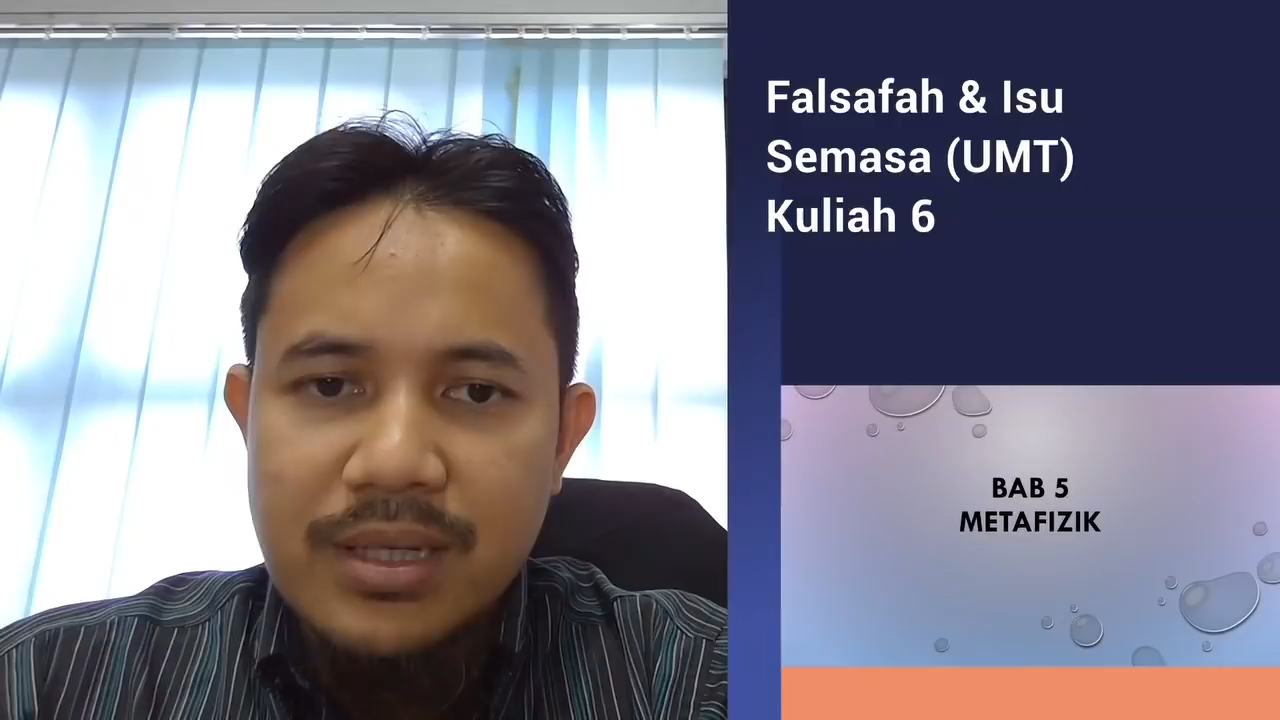 Falsafah & Isu
Semasa (UMT)
Kuliah 6
BAB 5
METAFIZIK